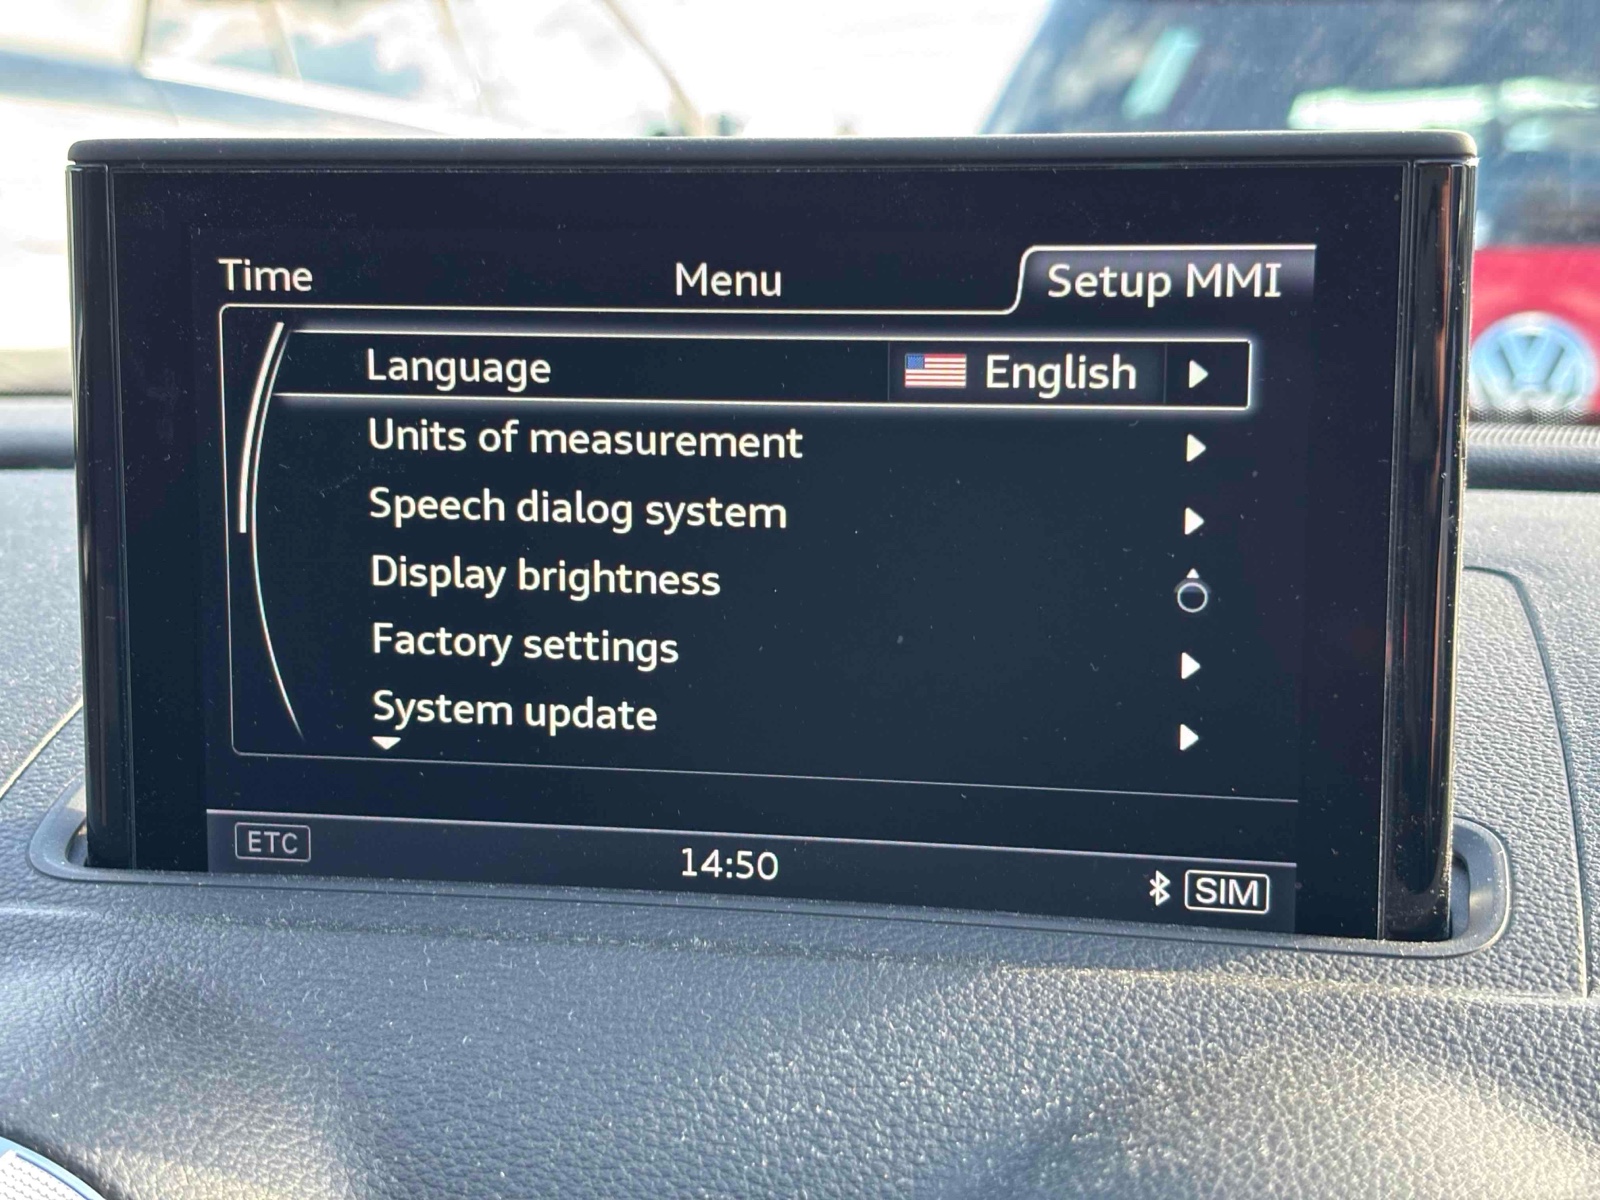 Time Menu Setup MMI
Language English
Units of measurement
Speech dialog system
Display brightness
Factory settings
System update
ETC 14:50 SIM